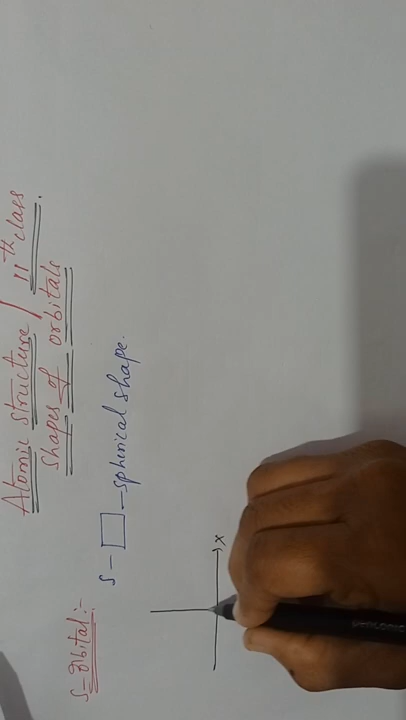 Atomic structure / 11th class.
Shapes of orbitals
S-orbital:-
S - □ - spherical shape.
x